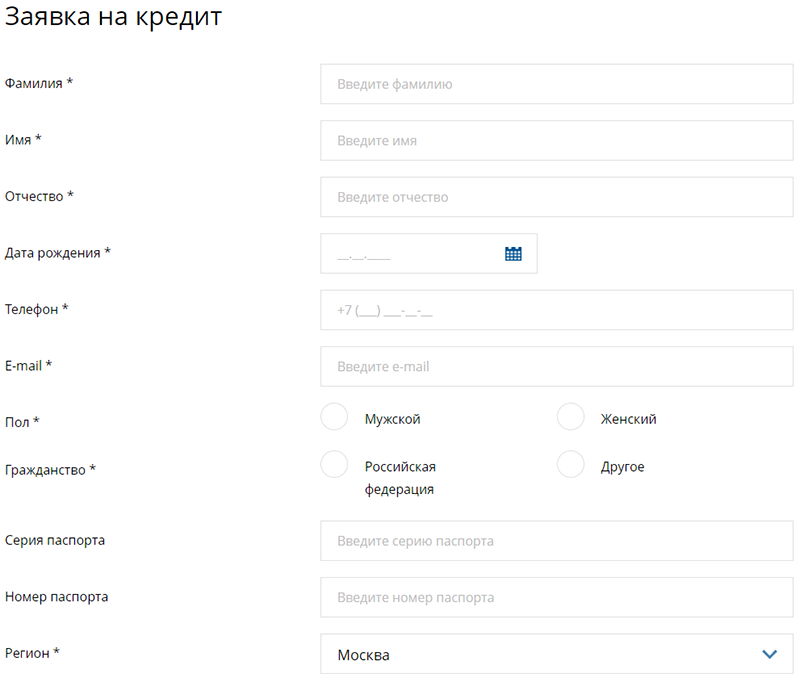 Заявка на кредит
Фамилия * Введите фамилию
Имя * Введите имя
Отчество * Введите отчество
Дата рождения * __.__.____
Телефон * +7 (___) ___-__-__
E-mail * Введите e-mail
Пол * Мужской Женский
Гражданство * Российская федерация Другое
Серия паспорта Введите серию паспорта
Номер паспорта Введите номер паспорта
Регион * Москва